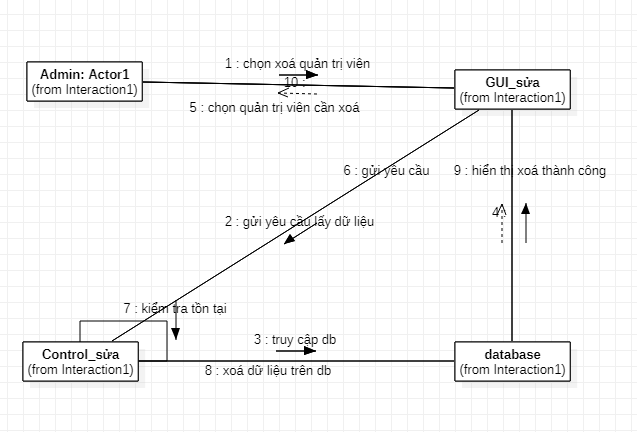 1 : chọn xoá quản trị viên
Admin: Actor1
(from Interaction1)
10 :
GUI_sửa
(from Interaction1)
5 : chọn quản trị viên cần xoá
6 : gửi yêu cầu
9 : hiển thị xoá thành công
2 : gửi yêu cầu lấy dữ liệu
4 :
7 : kiểm tra tồn tại
3 : truy cập db
Control_sửa
(from Interaction1)
database
(from Interaction1)
8 : xoá dữ liệu trên db